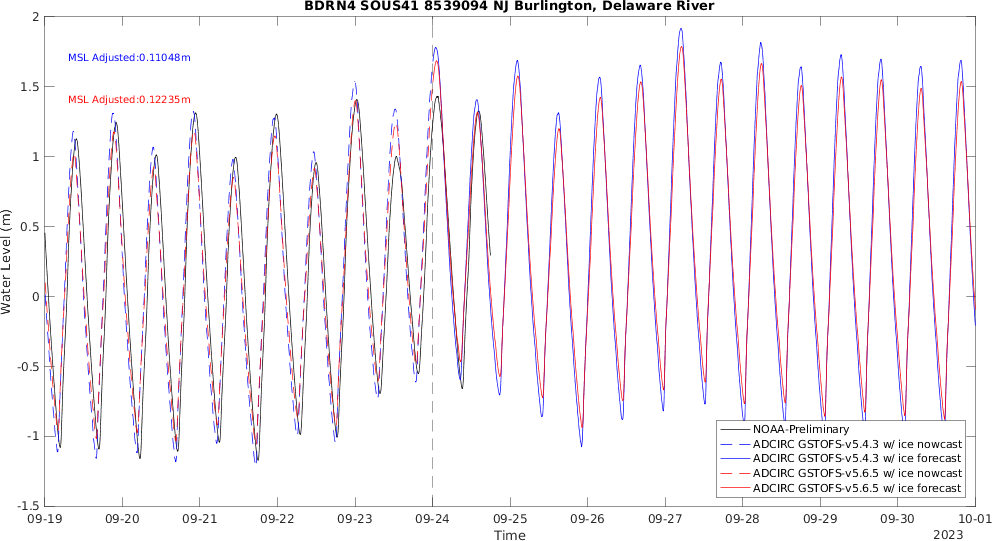 BDRN4 SOUS41 8539094 NJ Burlington, Delaware River
2
MSL Adjusted:0.11048m
1.5
MSL Adjusted:0.12235m
1
0.5
Water Level (m)
0
-0.5
-1
NOAA-Preliminary
ADCIRC GSTOFS-v5.4.3 w/ ice nowcast
ADCIRC GSTOFS-v5.4.3 w/ ice forecast
ADCIRC GSTOFS-v5.6.5 w/ ice nowcast
ADCIRC GSTOFS-v5.6.5 w/ ice forecast
-1.5
09-19 09-20 09-21 09-22 09-23 09-24 09-25 09-26 09-27 09-28 09-29 09-30 10-01
Time
2023